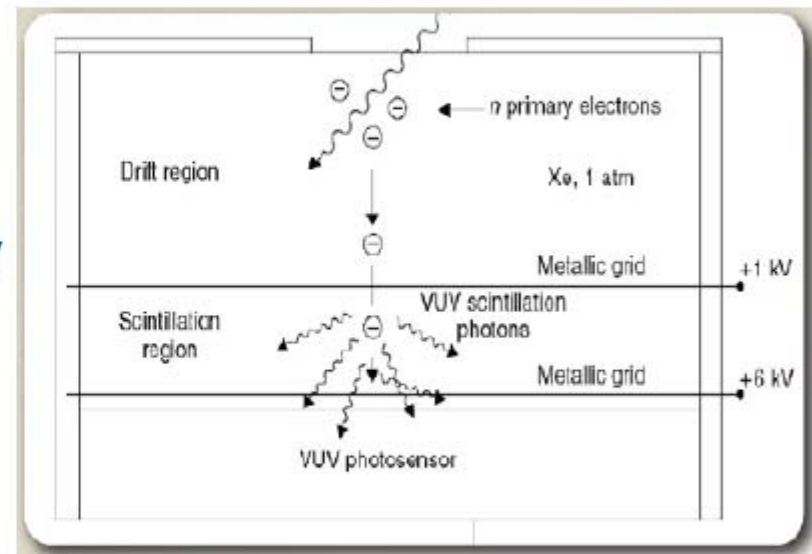 n primary electrons
Drift region
Xe, 1 atm
Metallic grid
+1 kV
Scintillation
region
VUV scintillation
photons
Metallic grid
+6 kV
VUV photosensor